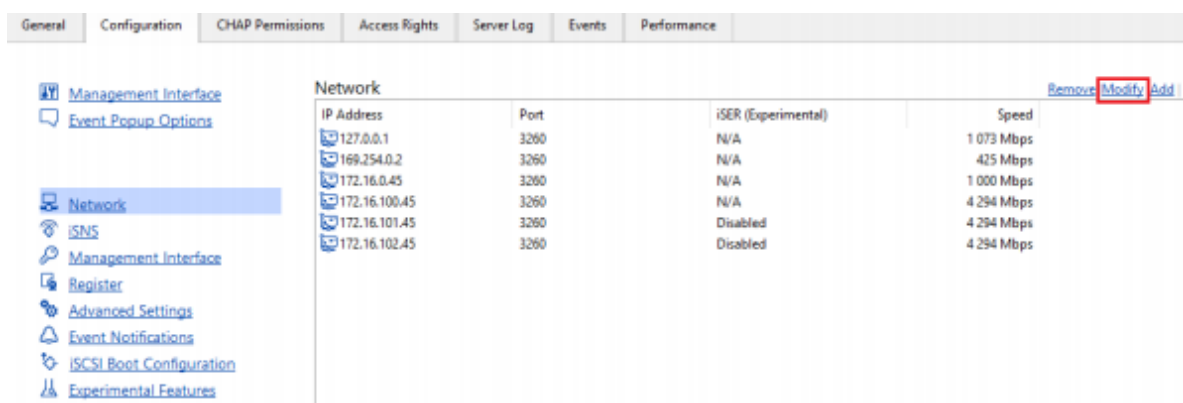 General Configuration CHAP Permissions Access Rights Server Log Events Performance
Management Interface
Event Popup Options
Network
iSNS
Management Interface
Register
Advanced Settings
Event Notifications
iSCSI Boot Configuration
Experimental Features
Network Remove Modify Add
IP Address Port iSER (Experimental) Speed
127.0.0.1 3260 N/A 1 073 Mbps
169.254.0.2 3260 N/A 425 Mbps
172.16.0.45 3260 N/A 1 000 Mbps
172.16.100.45 3260 N/A 4 294 Mbps
172.16.101.45 3260 Disabled 4 294 Mbps
172.16.102.45 3260 Disabled 4 294 Mbps